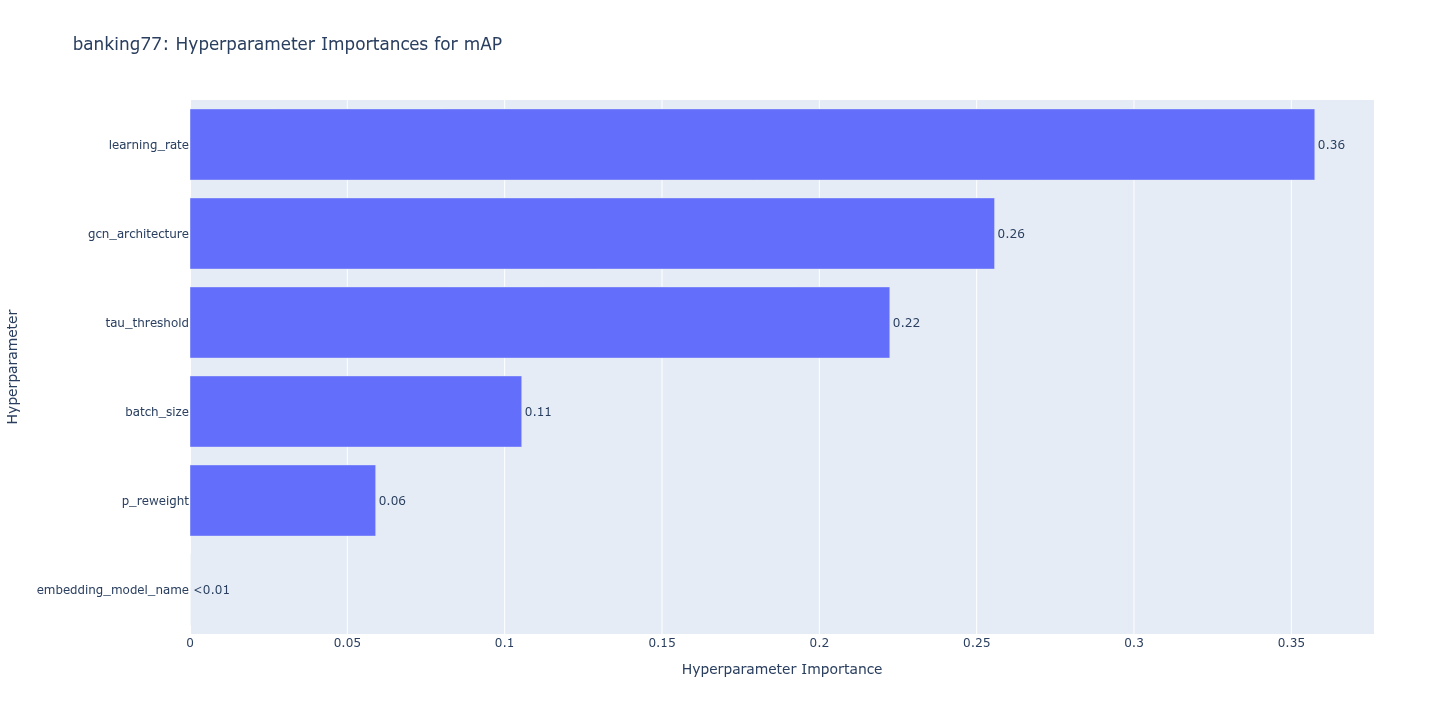 banking77: Hyperparameter Importances for mAP
Hyperparameter
learning_rate 0.36
gcn_architecture 0.26
tau_threshold 0.22
batch_size 0.11
p_reweight 0.06
embedding_model_name <0.01
0 0.05 0.1 0.15 0.2 0.25 0.3 0.35
Hyperparameter Importance